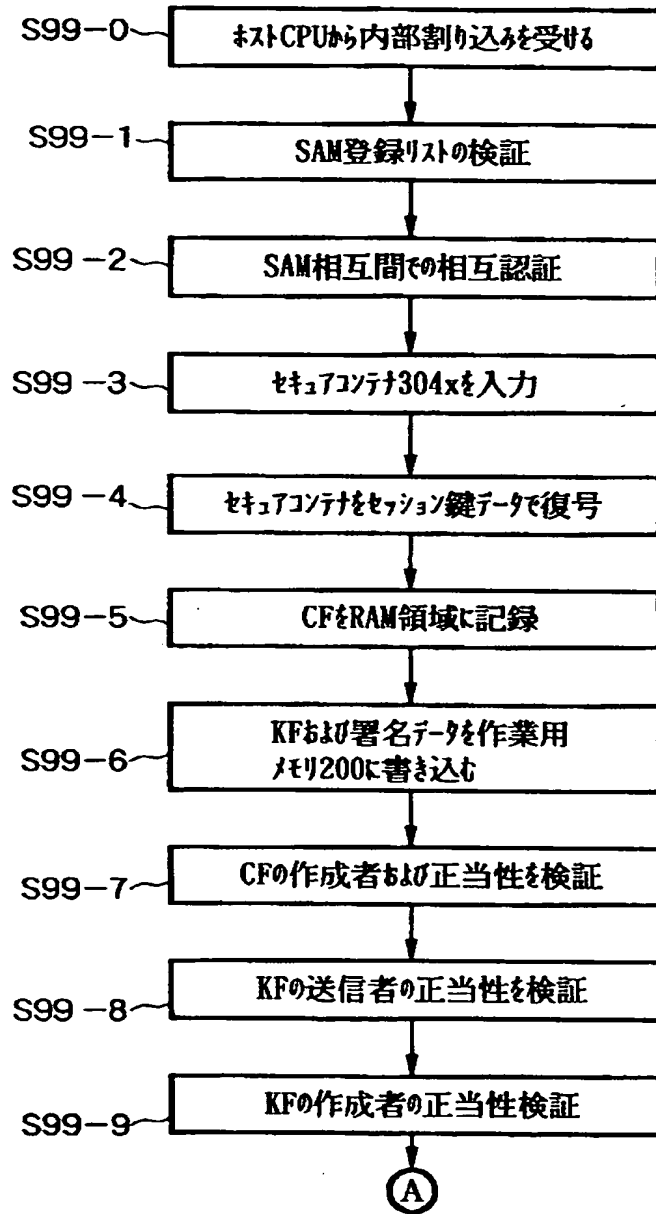 S99-0 ホストCPUから内部割り込みを受ける
S99-1 SAM登録リストの検証
S99-2 SAM相互間での相互認証
S99-3 セキュアコンテナ304xを入力
S99-4 セキュアコンテナをセッション鍵データで復号
S99-5 CFをRAM領域に記録
S99-6 KFおよび署名データを作業用
メモリ200に書き込む
S99-7 CFの作成者および正当性を検証
S99-8 KFの送信者の正当性を検証
S99-9 KFの作成者の正当性検証
A